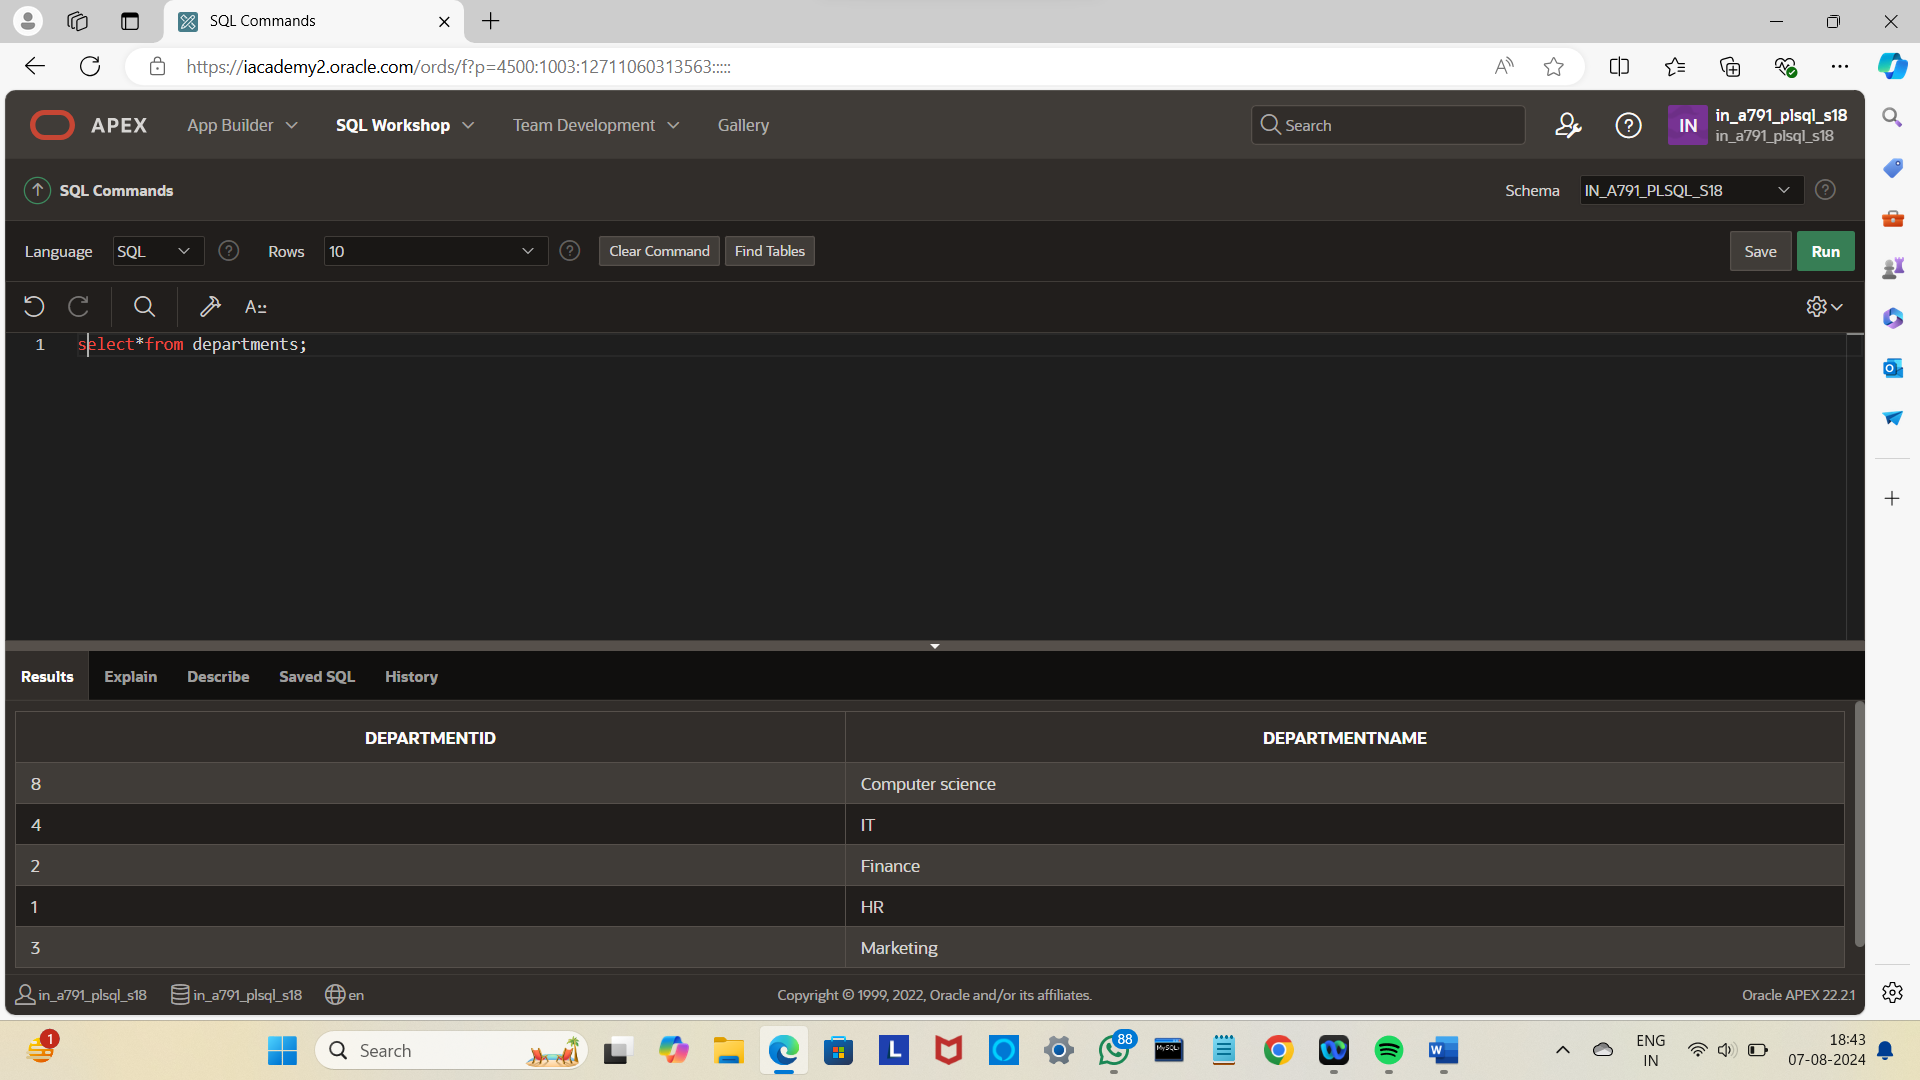 SQL Commands
https://iacademy2.oracle.com/ords/f?p=4500:1003:12711060313563:::::
APEX App Builder SQL Workshop Team Development Gallery Search IN in_a791_plsql_s18
in_a791_plsql_s18
SQL Commands Schema IN_A791_PLSQL_S18
Language SQL Rows 10 Clear Command Find Tables Save Run
A::
1 select*from departments;
Results Explain Describe Saved SQL History
DEPARTMENTID DEPARTMENTNAME
8 Computer science
4 IT
2 Finance
1 HR
3 Marketing
in_a791_plsql_s18 in_a791_plsql_s18 en Copyright © 1999, 2022, Oracle and/or its affiliates. Oracle APEX 22.2.1
1 Search L 88 MySQL W ENG 18:43
IN 07-08-2024